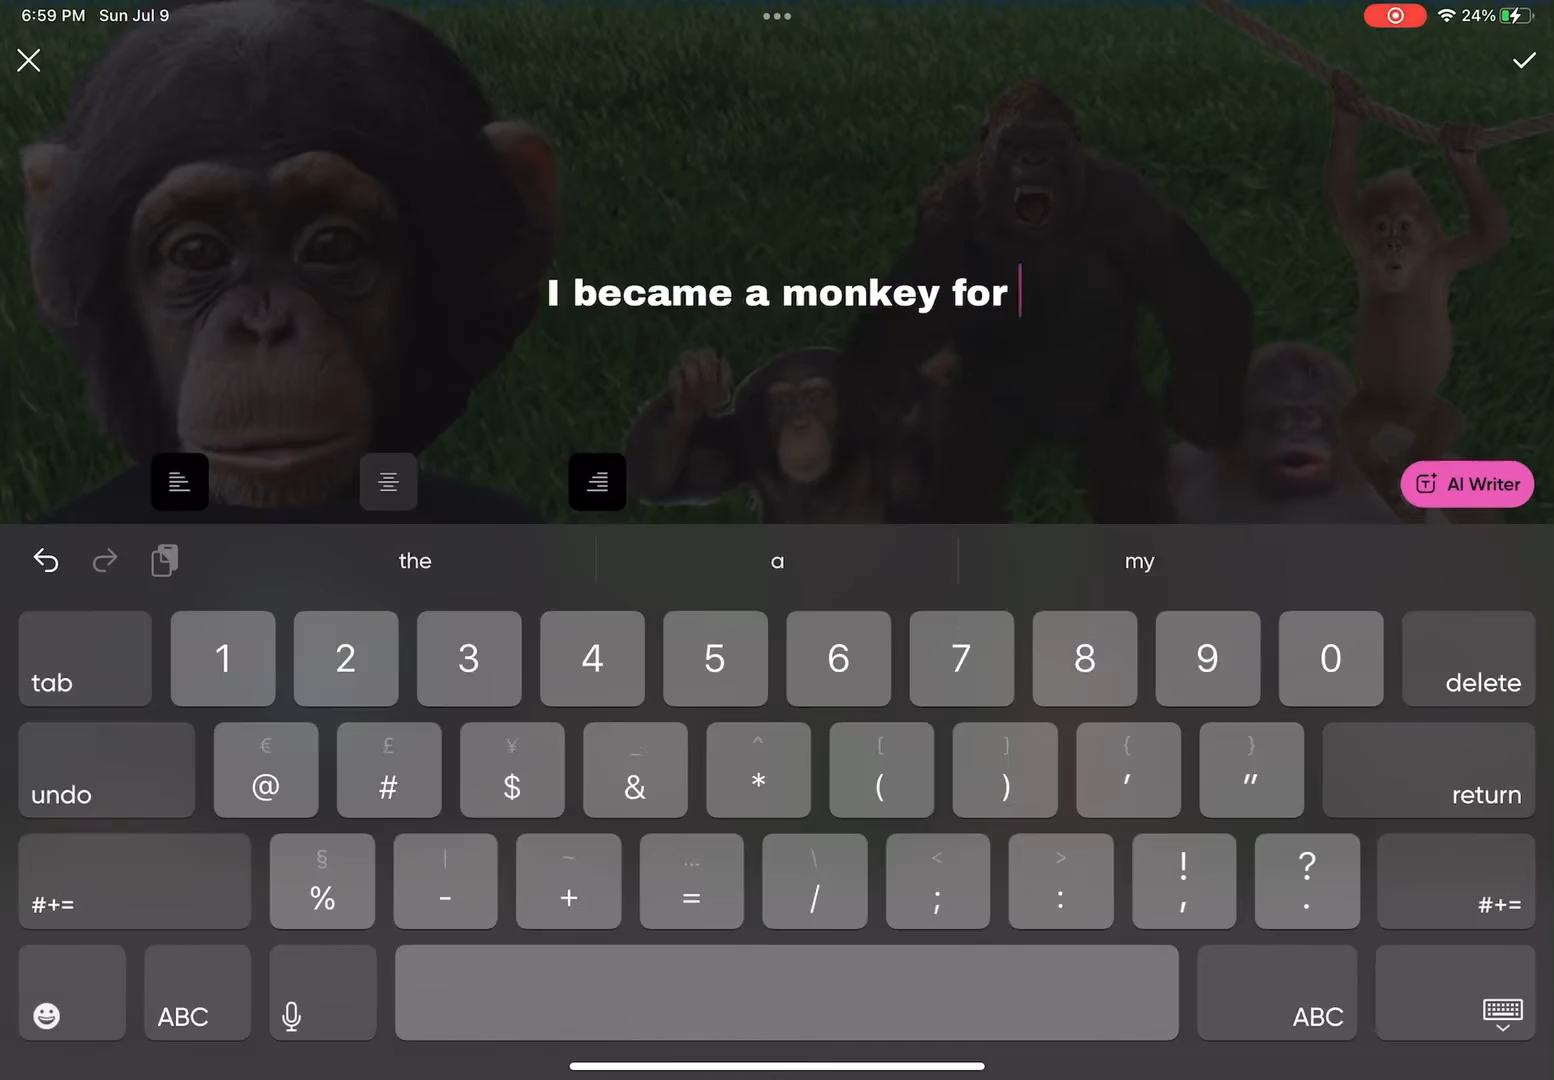 6:59 PM Sun Jul 9
24%
I became a monkey for
AI Writer
the a my
tab 1 2 3 4 5 6 7 8 9 0 delete
€ £ ¥ _ ^ [ ] { }
undo @ # $ & * ( ) ' " return
§ | ~ … \ < > ! ?
#+= % - + = / ; : , . #+=
ABC ABC